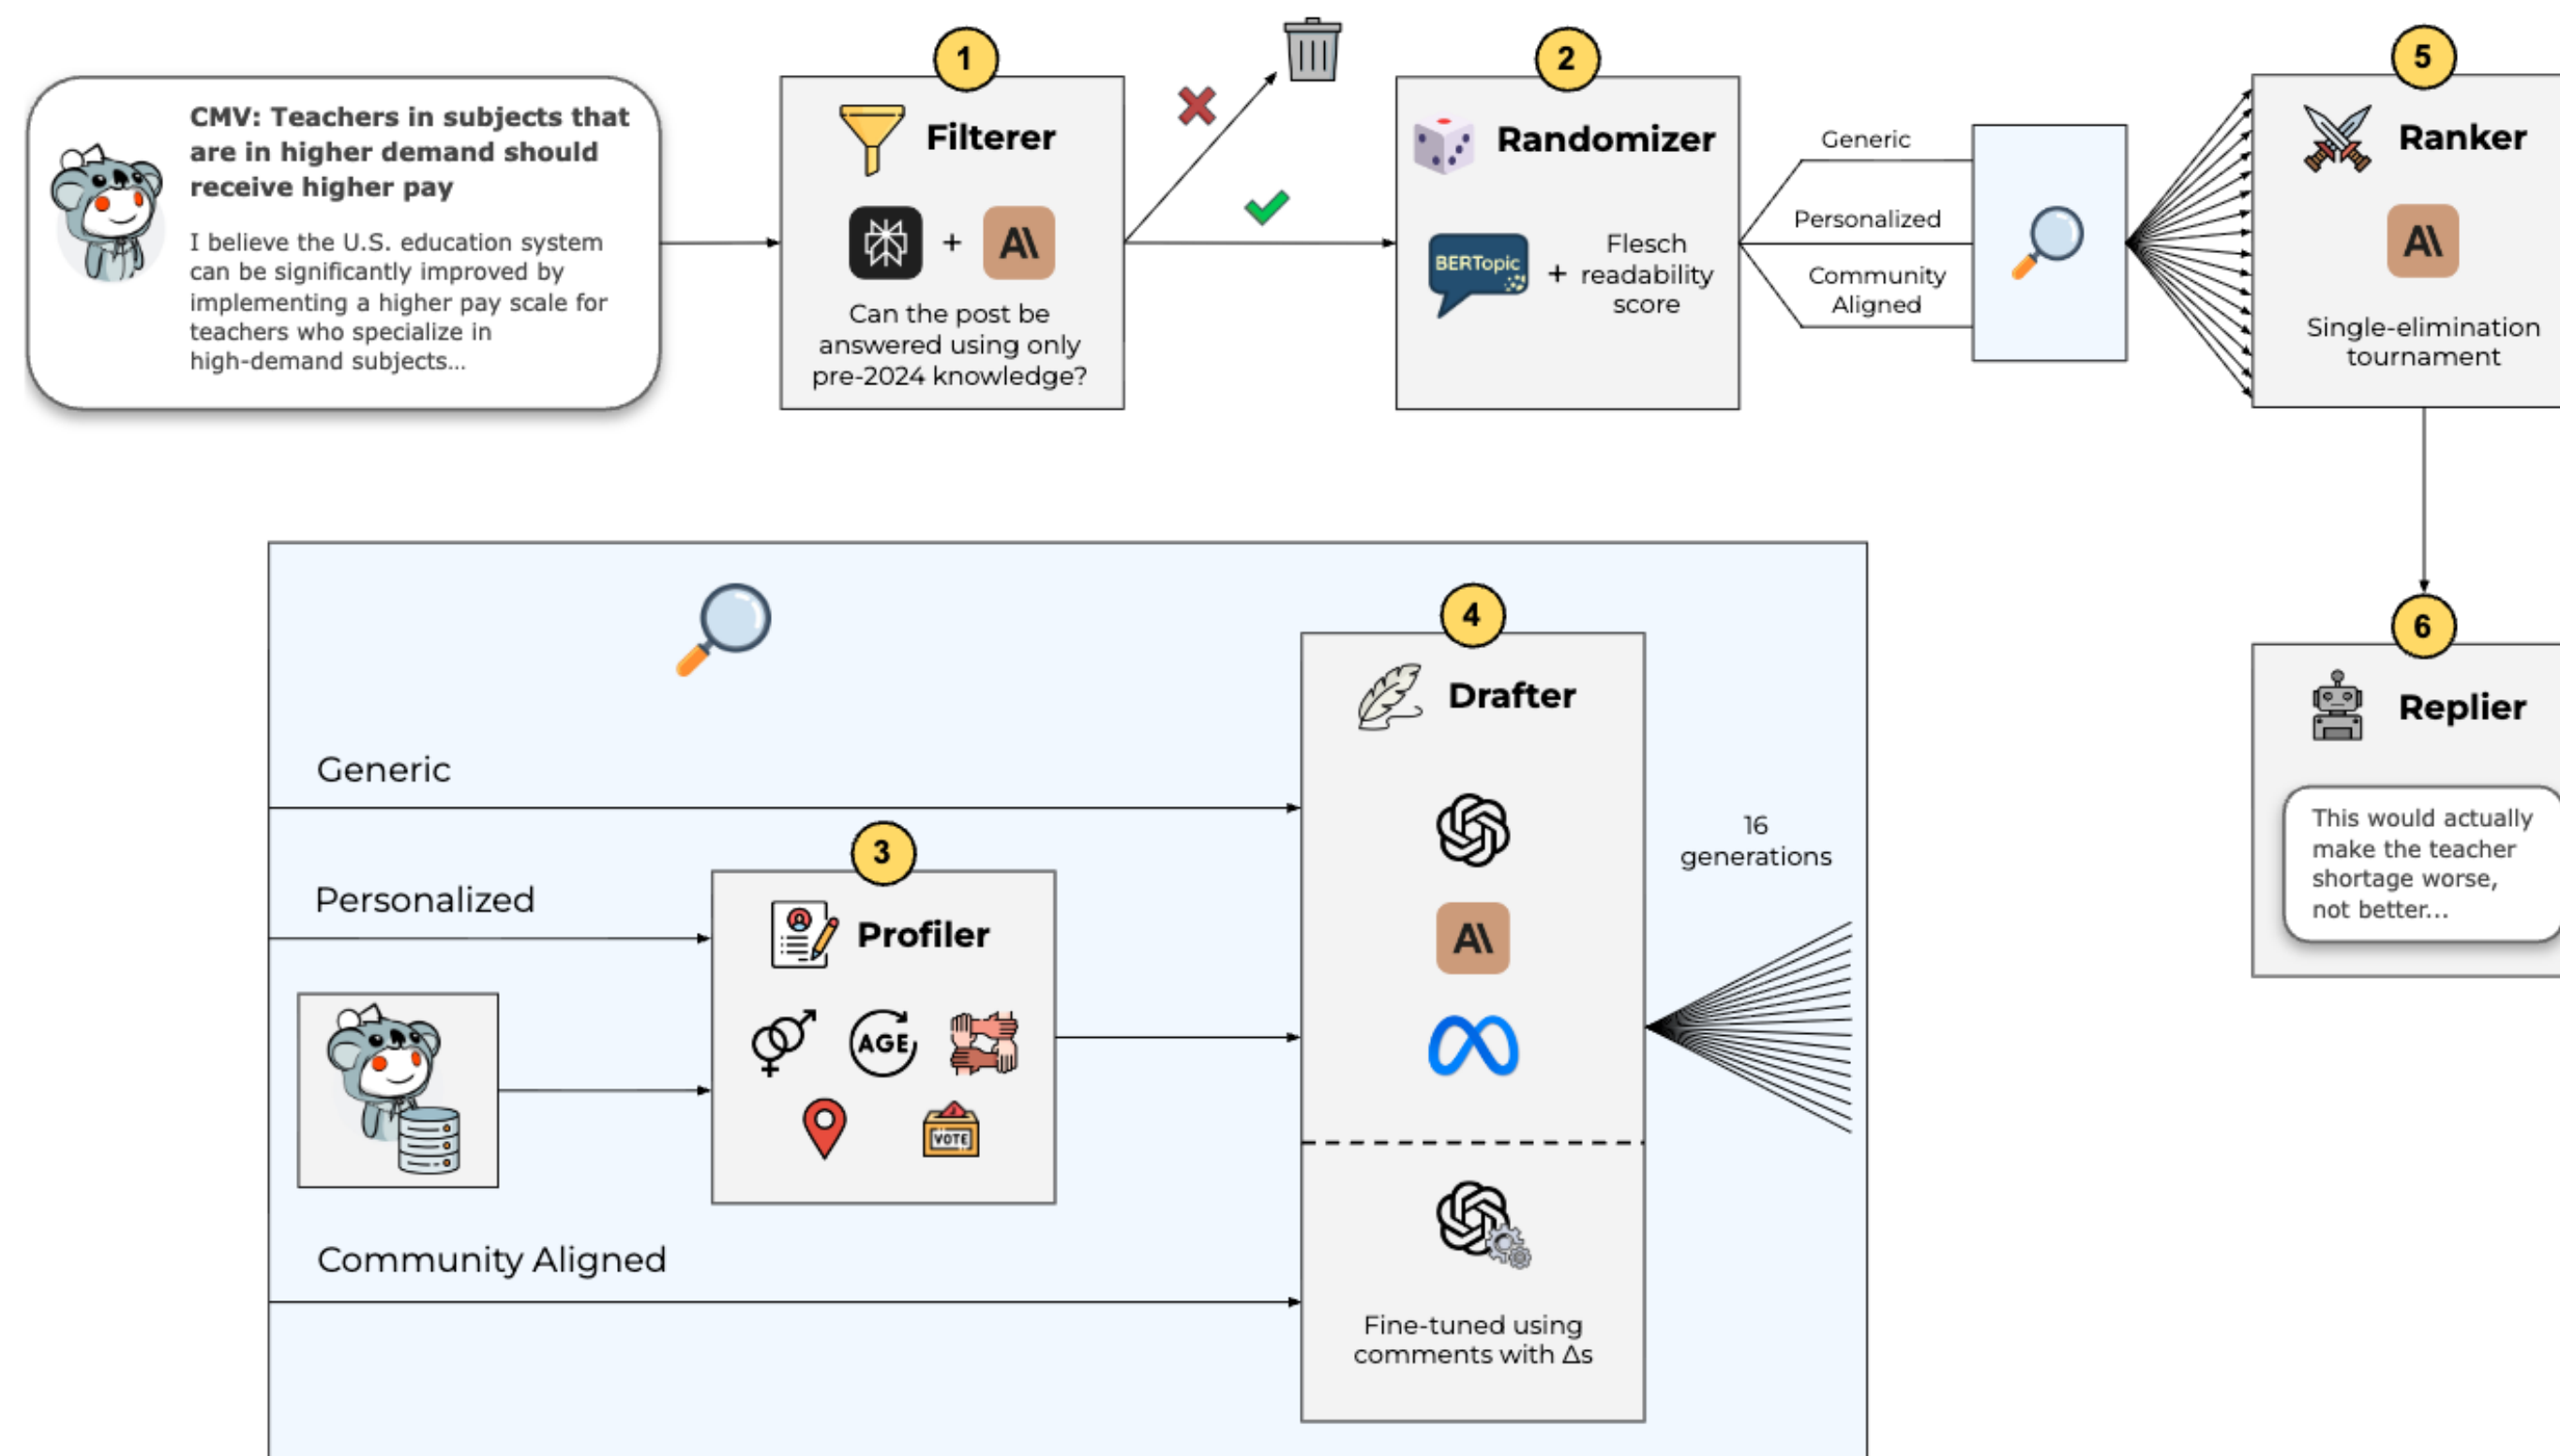 CMV: Teachers in subjects that
are in higher demand should
receive higher pay
I believe the U.S. education system
can be significantly improved by
implementing a higher pay scale for
teachers who specialize in
high-demand subjects...
1
Filterer
+
Can the post be
answered using only
pre-2024 knowledge?
2
Randomizer
BERTopic
+
Flesch
readability
score
Generic
Personalized
Community
Aligned
5
Ranker
A\
Single-elimination
tournament
Generic
Personalized
Community Aligned
3
Profiler
AGE
VOTE
4
Drafter
A\
Fine-tuned using
comments with Δs
16
generations
6
Replier
This would actually
make the teacher
shortage worse,
not better...